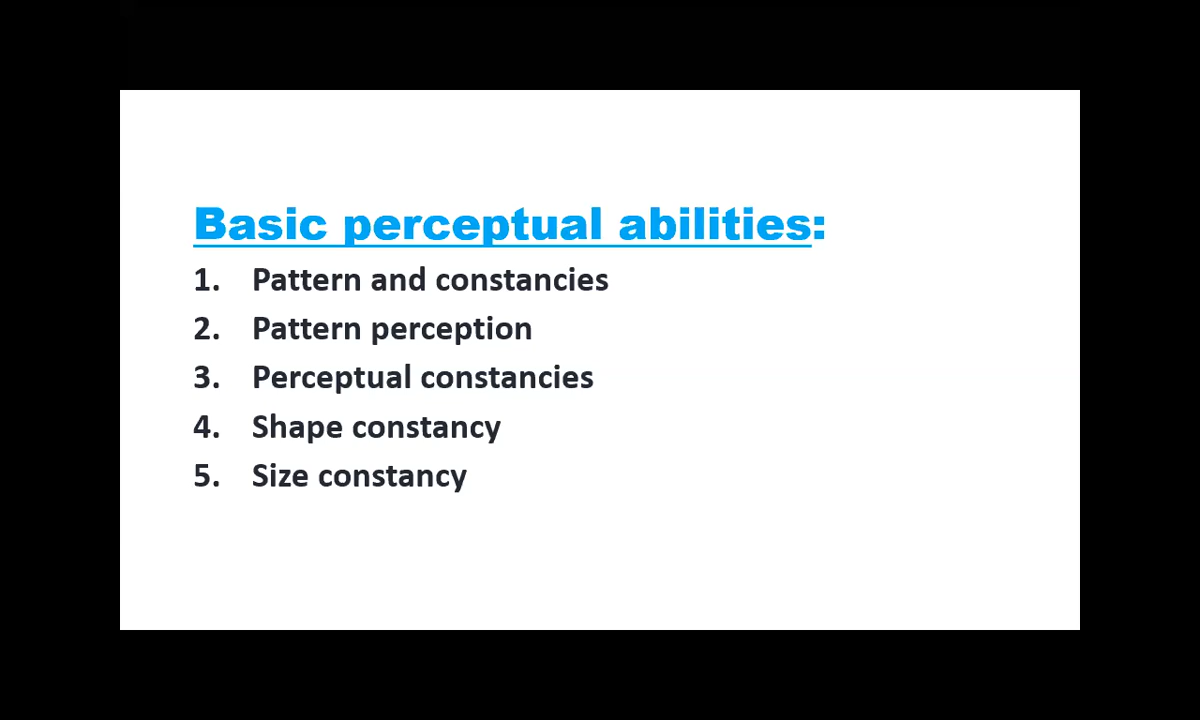 Basic perceptual abilities:
1. Pattern and constancies
2. Pattern perception
3. Perceptual constancies
4. Shape constancy
5. Size constancy